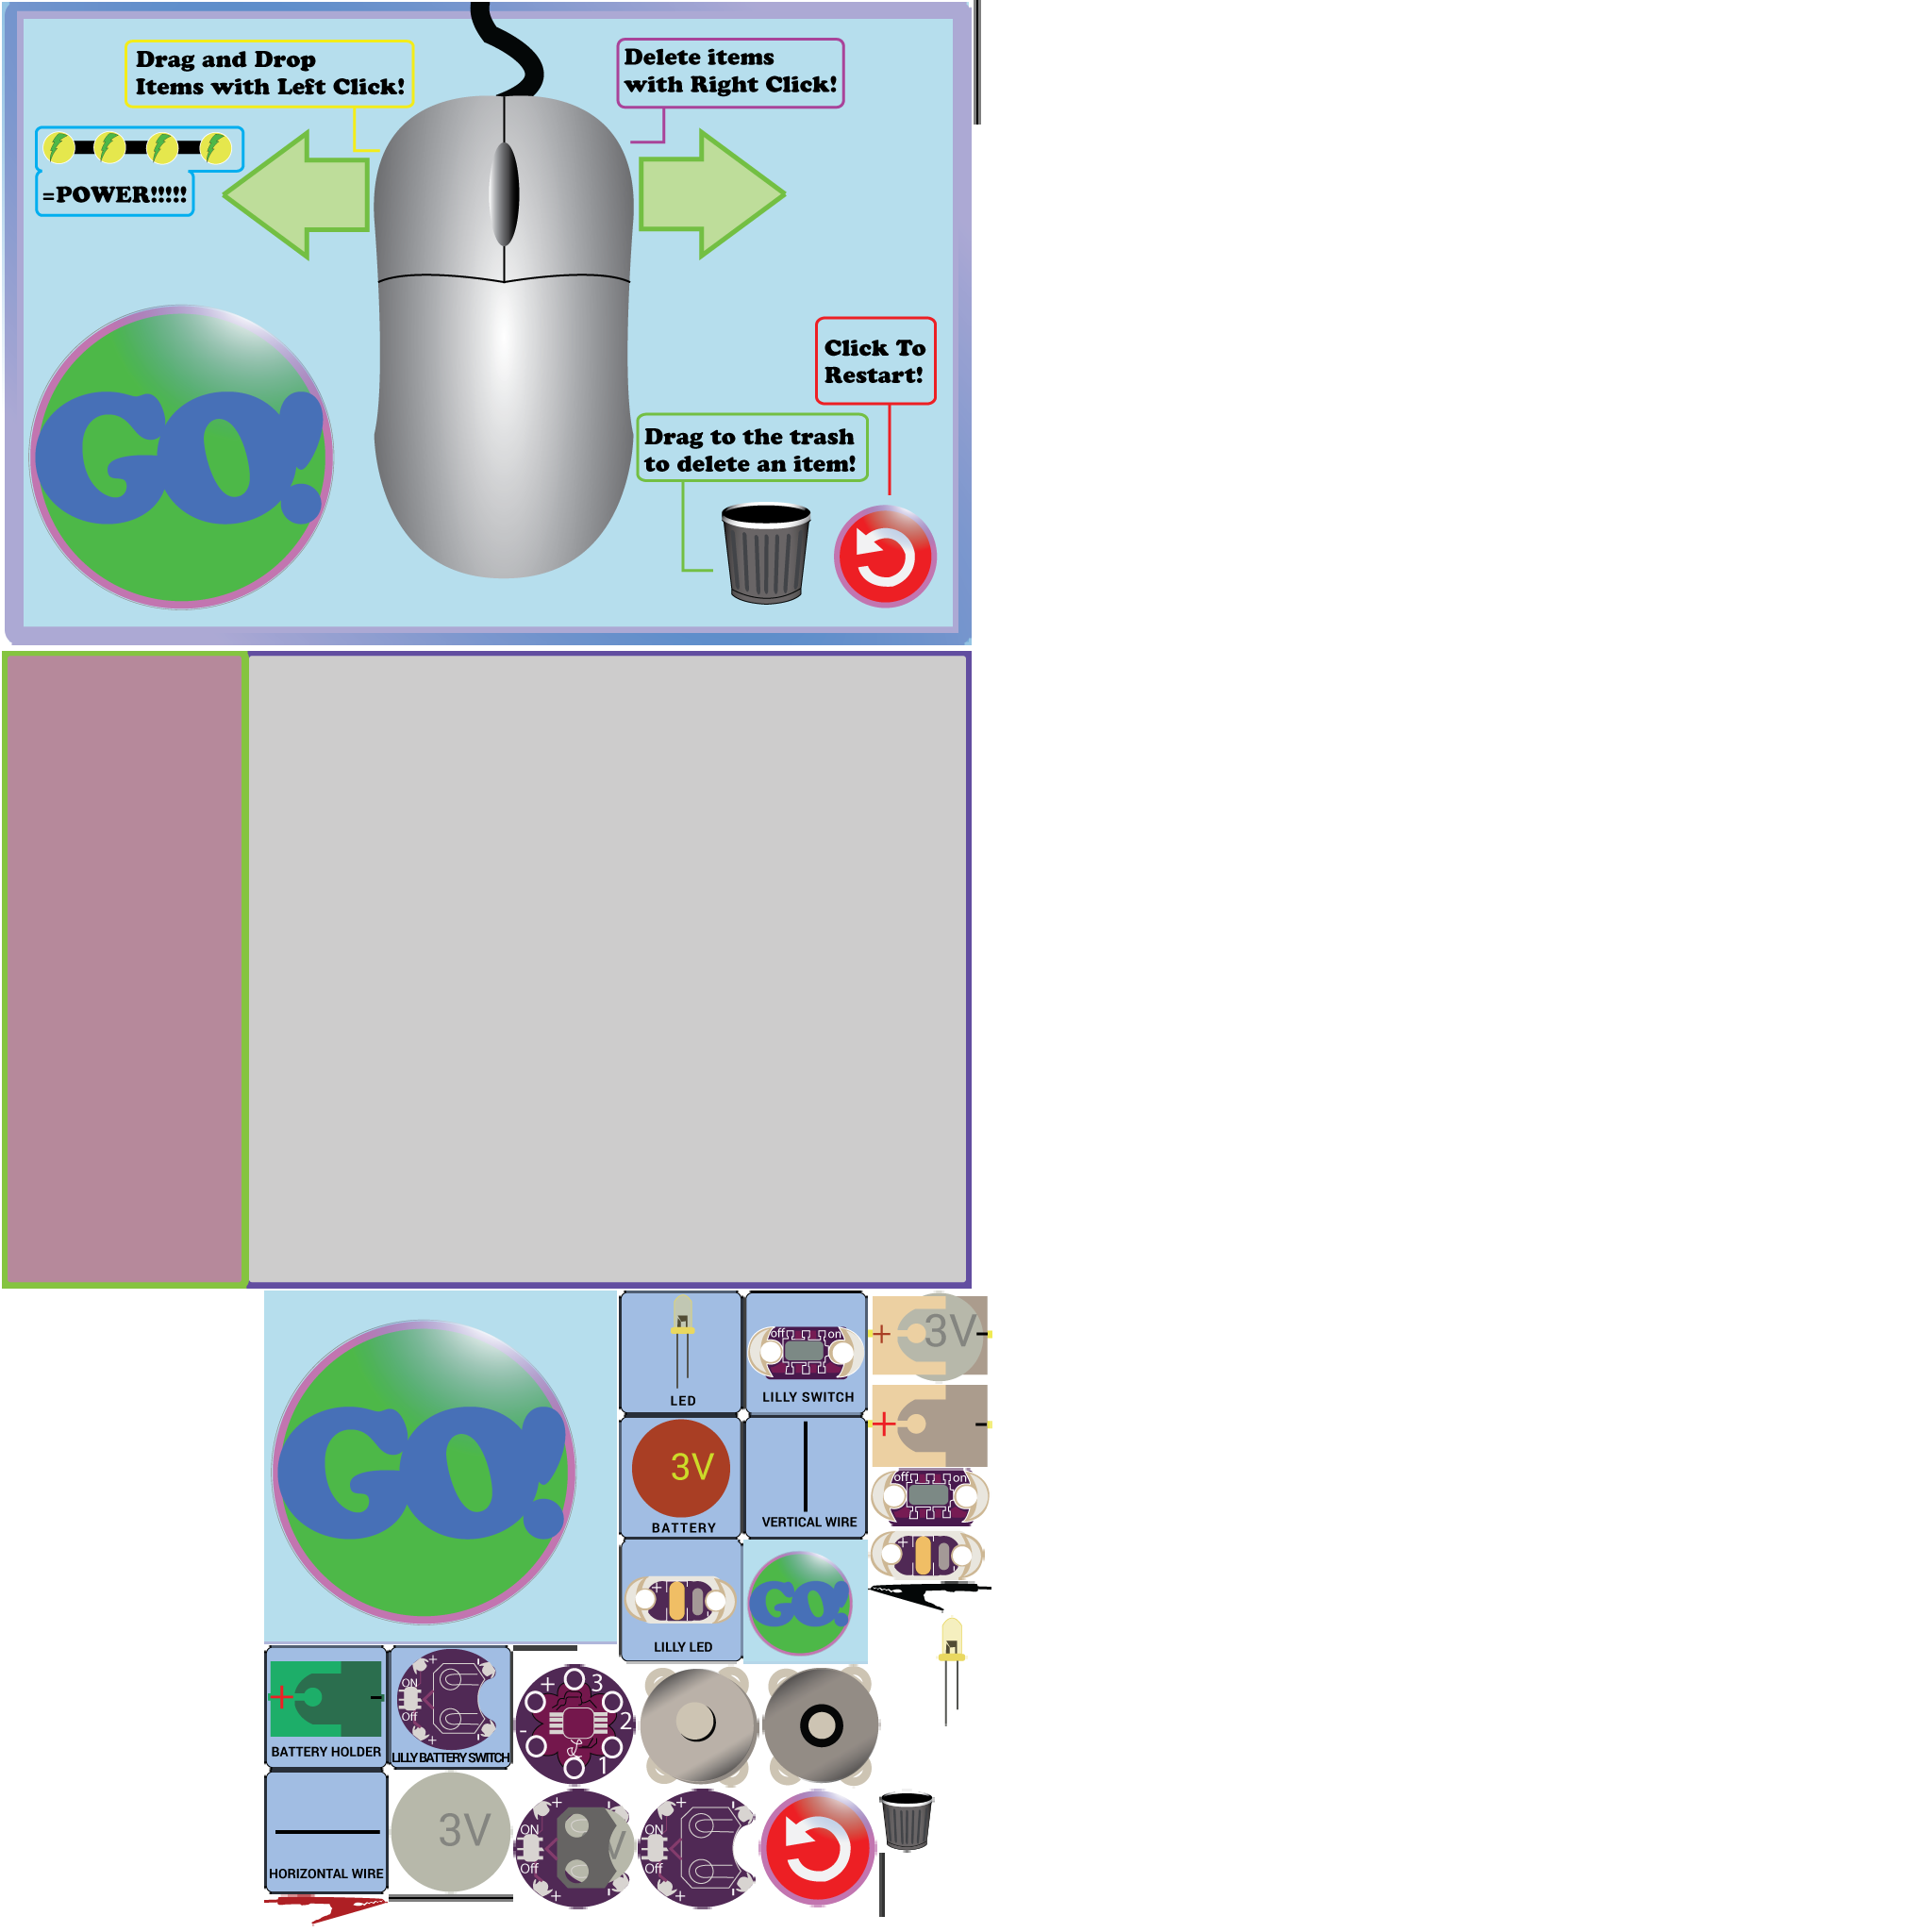 Drag and Drop
Items with Left Click!
Delete items
with Right Click!
=POWER!!!!!
GO!
Click To
Restart!
Drag to the trash
to delete an item!
GO!
LED
off on
LILLY SWITCH
+ 3V -
+ -
3V
BATTERY
VERTICAL WIRE
off on
+ -
LILLY LED
GO!
+ -
+ -
BATTERY HOLDER
+ -
ON
Off
+ -
LILLY BATTERY SWITCH
+ 3
- 2
1
HORIZONTAL WIRE
3V
+ -
ON
Off
V
+ -
+ -
ON
Off
+ -